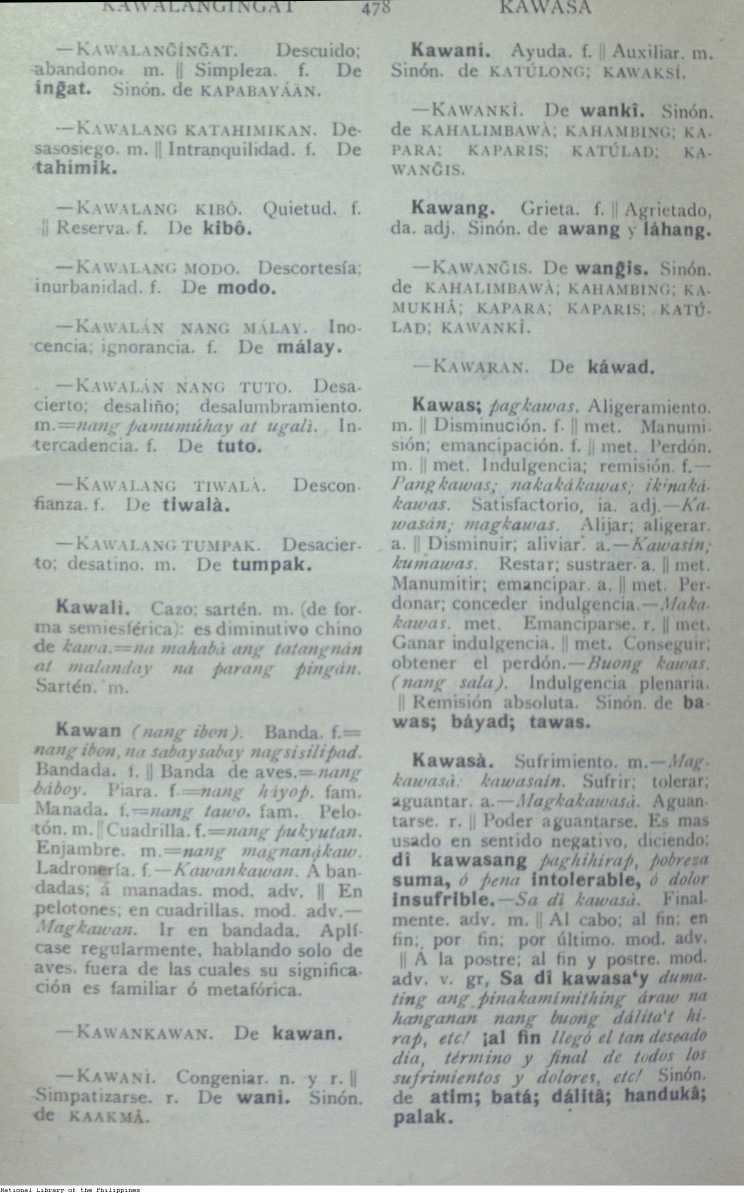 KAWALANGINGAT 478 KAWASA
—KAWALANG̃ÍNG̃AT. Descuido;
abandono. m. || Simpleza. f. De
íng̃at. Sinón. de KAPABAYÁÀN.
—KAWALANG KATAHIMIKAN. De-
sasosiego. m. || Intranquilidad. f. De
tahimik.
—KAWALANG KIBÔ. Quietud. f.
|| Reserva. f. De kibô.
—KAWALANG MODO. Descortesía;
inurbanidad. f. De modo.
—KAWALÁN NANG MÁLAY. Ino-
cencia; ignorancia. f. De málay.
—KAWALÁN NANG TUTO. Desa-
cierto; desaliño; desalumbramiento.
m.=nang pamumúhay at ugalì. In-
tercadencia. f. De tuto.
—KAWALANG TIWALÀ. Descon-
fianza. f. De tiwalà.
—KAWALANG TUMPAK. Desacier-
to; desatino. m. De tumpak.
Kawali. Cazo; sartén. m. (de for-
ma semiesférica): es diminutivo chino
de kawa.=na mahabà ang tatangnán
at malanday na parang pingán.
Sartén. m.
Kawan (nang ibon). Banda. f.=
nang ibon, na sabaysabay nagsisilipad.
Bandada. f. || Banda de aves.=nang
báboy. Piara. f.=nang háyop. fam.
Manada. f.=nang tawo. fam. Pelo-
tón. m. || Cuadrilla. f.=nang pukyutan.
Enjambre. m.=nang magnanákaw.
Ladronería. f.—Kawankawan. Á ban-
dadas; á manadas. mod. adv. || En
pelotones; en cuadrillas. mod. adv.—
Magkawan. Ir en bandada. Aplí-
case regularmente, hablando solo de
aves, fuera de las cuales su significa-
ción es familiar ó metafórica.
—KAWANKAWAN. De kawan.
—KAWANI. Congeniar. n. y r. ||
Simpatizarse. r. De wani. Sinón.
de KAAKMÂ.
Kawani. Ayuda. f. || Auxiliar. m.
Sinón. de KATÚLONG; KAWAKSÍ.
—KAWANKÎ. De wankî. Sinón.
de KAHALIMBAWÀ; KAHAMBING; KA-
PARA; KAPARIS; KATÚLAD; KA-
WANG̃IS.
Kawang. Grieta. f. || Agrietado,
da. adj. Sinón. de awang y láhang.
—KAWANG̃IS. De wang̃is. Sinón.
de KAHALIMBAWÀ; KAHAMBING; KA-
MUKHÂ; KAPARA; KAPARIS; KATÚ-
LAD; KAWANKÎ.
—KAWARAN. De káwad.
Kawas; pagkawas. Aligeramiento.
m. || Disminución. f. || met. Manumi-
sión; emancipación. f. || met. Perdón.
m. || met. Indulgencia; remisión. f.—
Pangkawas; nakakákawas; ikinaká-
kawas. Satisfactorio, ia. adj.—Ka-
wasán; magkawas. Alijar; aligerar.
a. || Disminuir; aliviar. a.—Kawasin;
kumawas. Restar; sustraer. a. || met.
Manumitir; emancipar. a. || met. Per-
donar; conceder indulgencia.—Maka-
kawas. met. Emanciparse. r. || met.
Ganar indulgencia. || met. Conseguir;
obtener el perdón.—Buong kawas.
(nang sala). Indulgencia plenaria.
|| Remisión absoluta. Sinón. de ba-
was; báyad; tawas.
Kawasà. Sufrimiento. m.—Mag-
kawasà: kawasain. Sufrir; tolerar;
aguantar. a.—Magkakawasà. Aguan-
tarse. r. || Poder aguantarse. Es mas
usado en sentido negativo, diciendo;
dî kawasang paghihirap, pobreza
suma, ó pena intolerable, ó dolor
insufrible.—Sa dì kawasà. Final-
mente. adv. m. || Al cabo; al fin; en
fin; por fin; por último. mod. adv.
|| Á la postre; al fin y postre. mod.
adv. v. gr, Sa dî kawasa‘y duma-
ting ang pinakamimithing áraw na
hanganan nang buong dálita't hi-
rap, etc! ¡al fin llegó el tan deseado
dia, término y final de todos los
sufrimientos y dolores, etc! Sinón.
de atim; batá; dálitâ; handukâ;
palak.
National Library of the Philippines